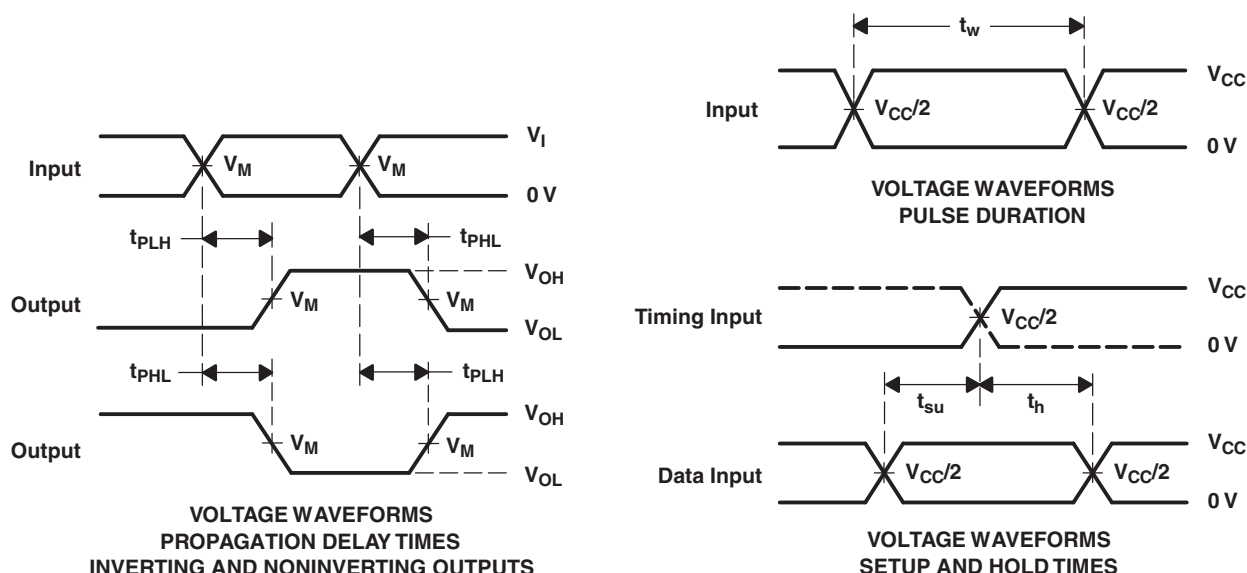 Input
V_I
V_M
V_M
0 V
t_PLH
t_PHL
Output
V_OH
V_M
V_M
V_OL
t_PHL
t_PLH
Output
V_OH
V_M
V_M
V_OL
VOLTAGE WAVEFORMS
PROPAGATION DELAY TIMES
INVERTING AND NONINVERTING OUTPUTS
t_w
Input
V_CC
V_CC/2
V_CC/2
0 V
VOLTAGE WAVEFORMS
PULSE DURATION
Timing Input
V_CC
V_CC/2
0 V
t_su
t_h
Data Input
V_CC
V_CC/2
V_CC/2
0 V
VOLTAGE WAVEFORMS
SETUP AND HOLD TIMES